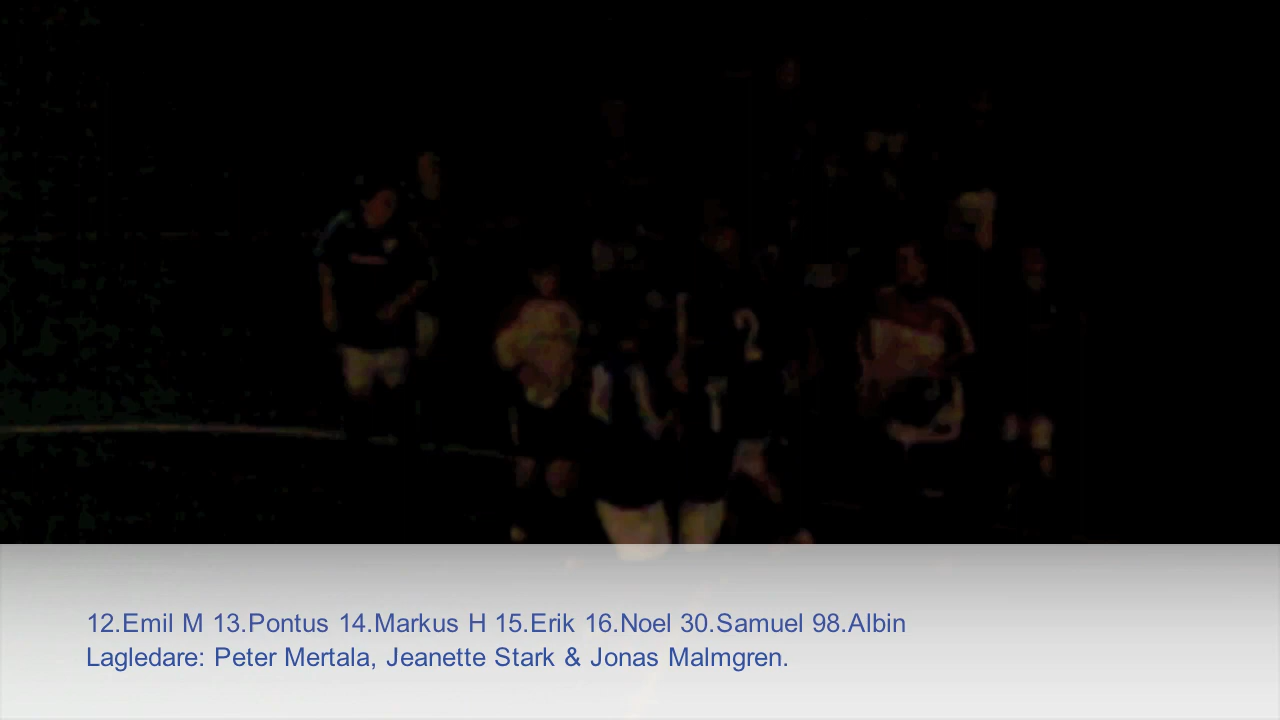 2
12.Emil M 13.Pontus 14.Markus H 15.Erik 16.Noel 30.Samuel 98.Albin
Lagledare: Peter Mertala, Jeanette Stark & Jonas Malmgren.